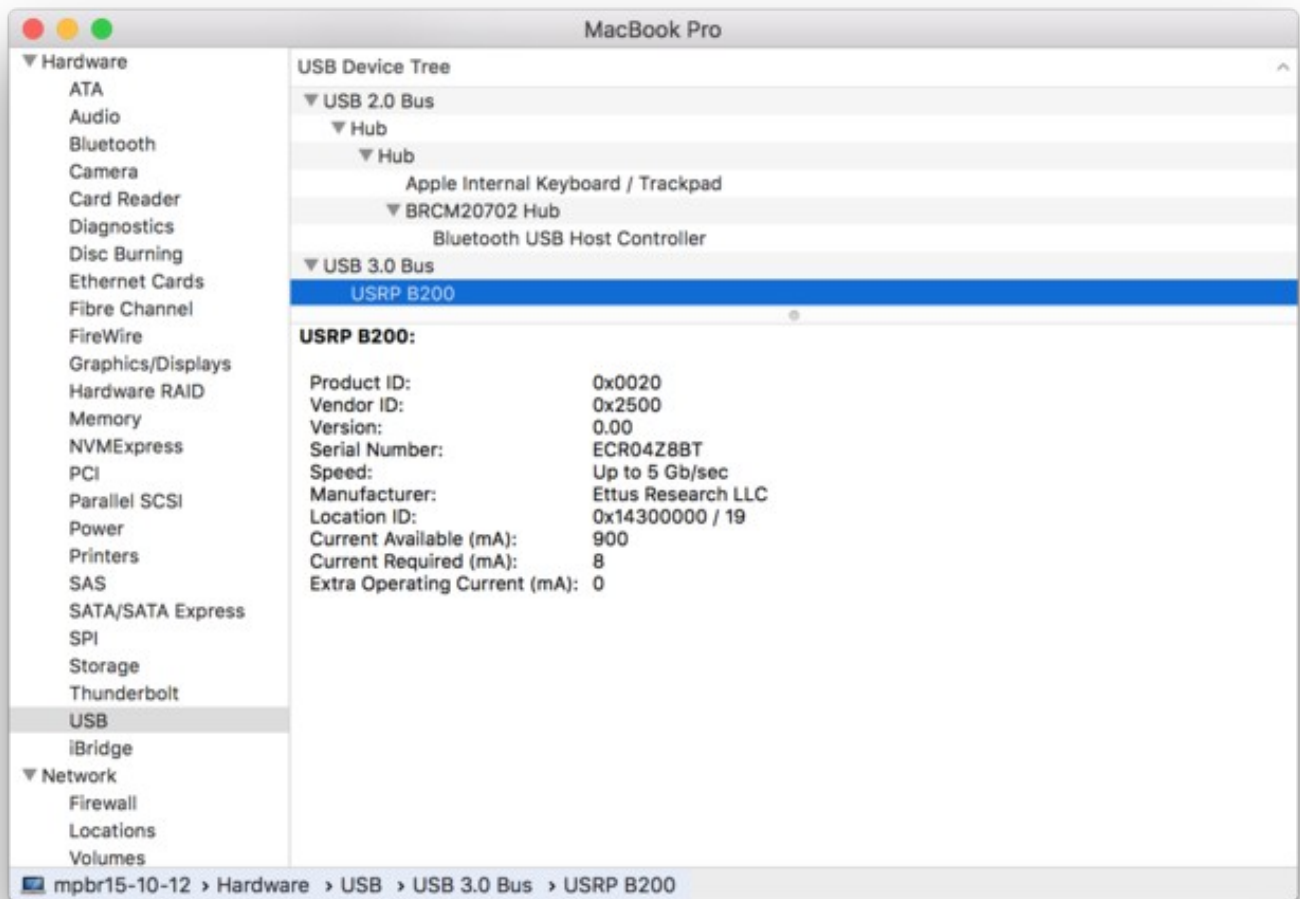 MacBook Pro
Hardware
ATA
Audio
Bluetooth
Camera
Card Reader
Diagnostics
Disc Burning
Ethernet Cards
Fibre Channel
FireWire
Graphics/Displays
Hardware RAID
Memory
NVMExpress
PCI
Parallel SCSI
Power
Printers
SAS
SATA/SATA Express
SPI
Storage
Thunderbolt
USB
iBridge
Network
Firewall
Locations
Volumes
USB Device Tree
USB 2.0 Bus
Hub
Hub
Apple Internal Keyboard / Trackpad
BRCM20702 Hub
Bluetooth USB Host Controller
USB 3.0 Bus
USRP B200
USRP B200:
Product ID: 0x0020
Vendor ID: 0x2500
Version: 0.00
Serial Number: ECR04Z8BT
Speed: Up to 5 Gb/sec
Manufacturer: Ettus Research LLC
Location ID: 0x14300000 / 19
Current Available (mA): 900
Current Required (mA): 8
Extra Operating Current (mA): 0
mpbr15-10-12 › Hardware › USB › USB 3.0 Bus › USRP B200